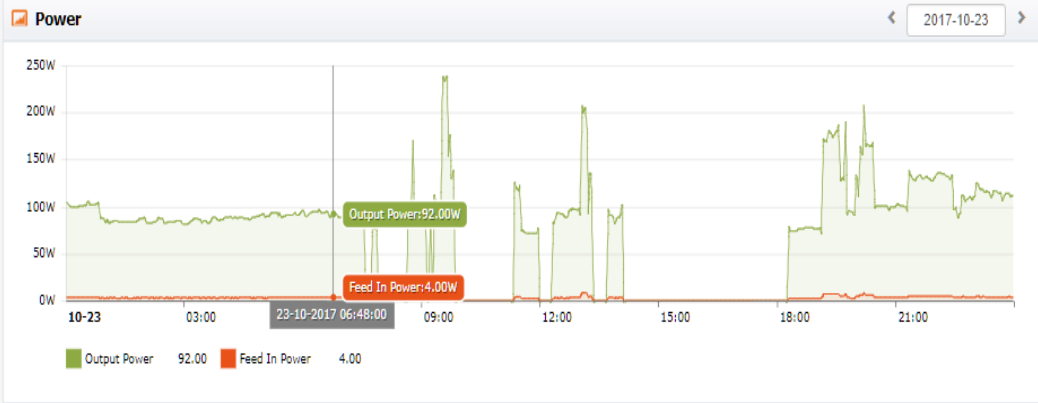 Power
2017-10-23
250W
200W
150W
100W
50W
0W
Output Power:92.00W
Feed In Power:4.00W
10-23 03:00 23-10-2017 06:48:00 09:00 12:00 15:00 18:00 21:00
Output Power 92.00 Feed In Power 4.00